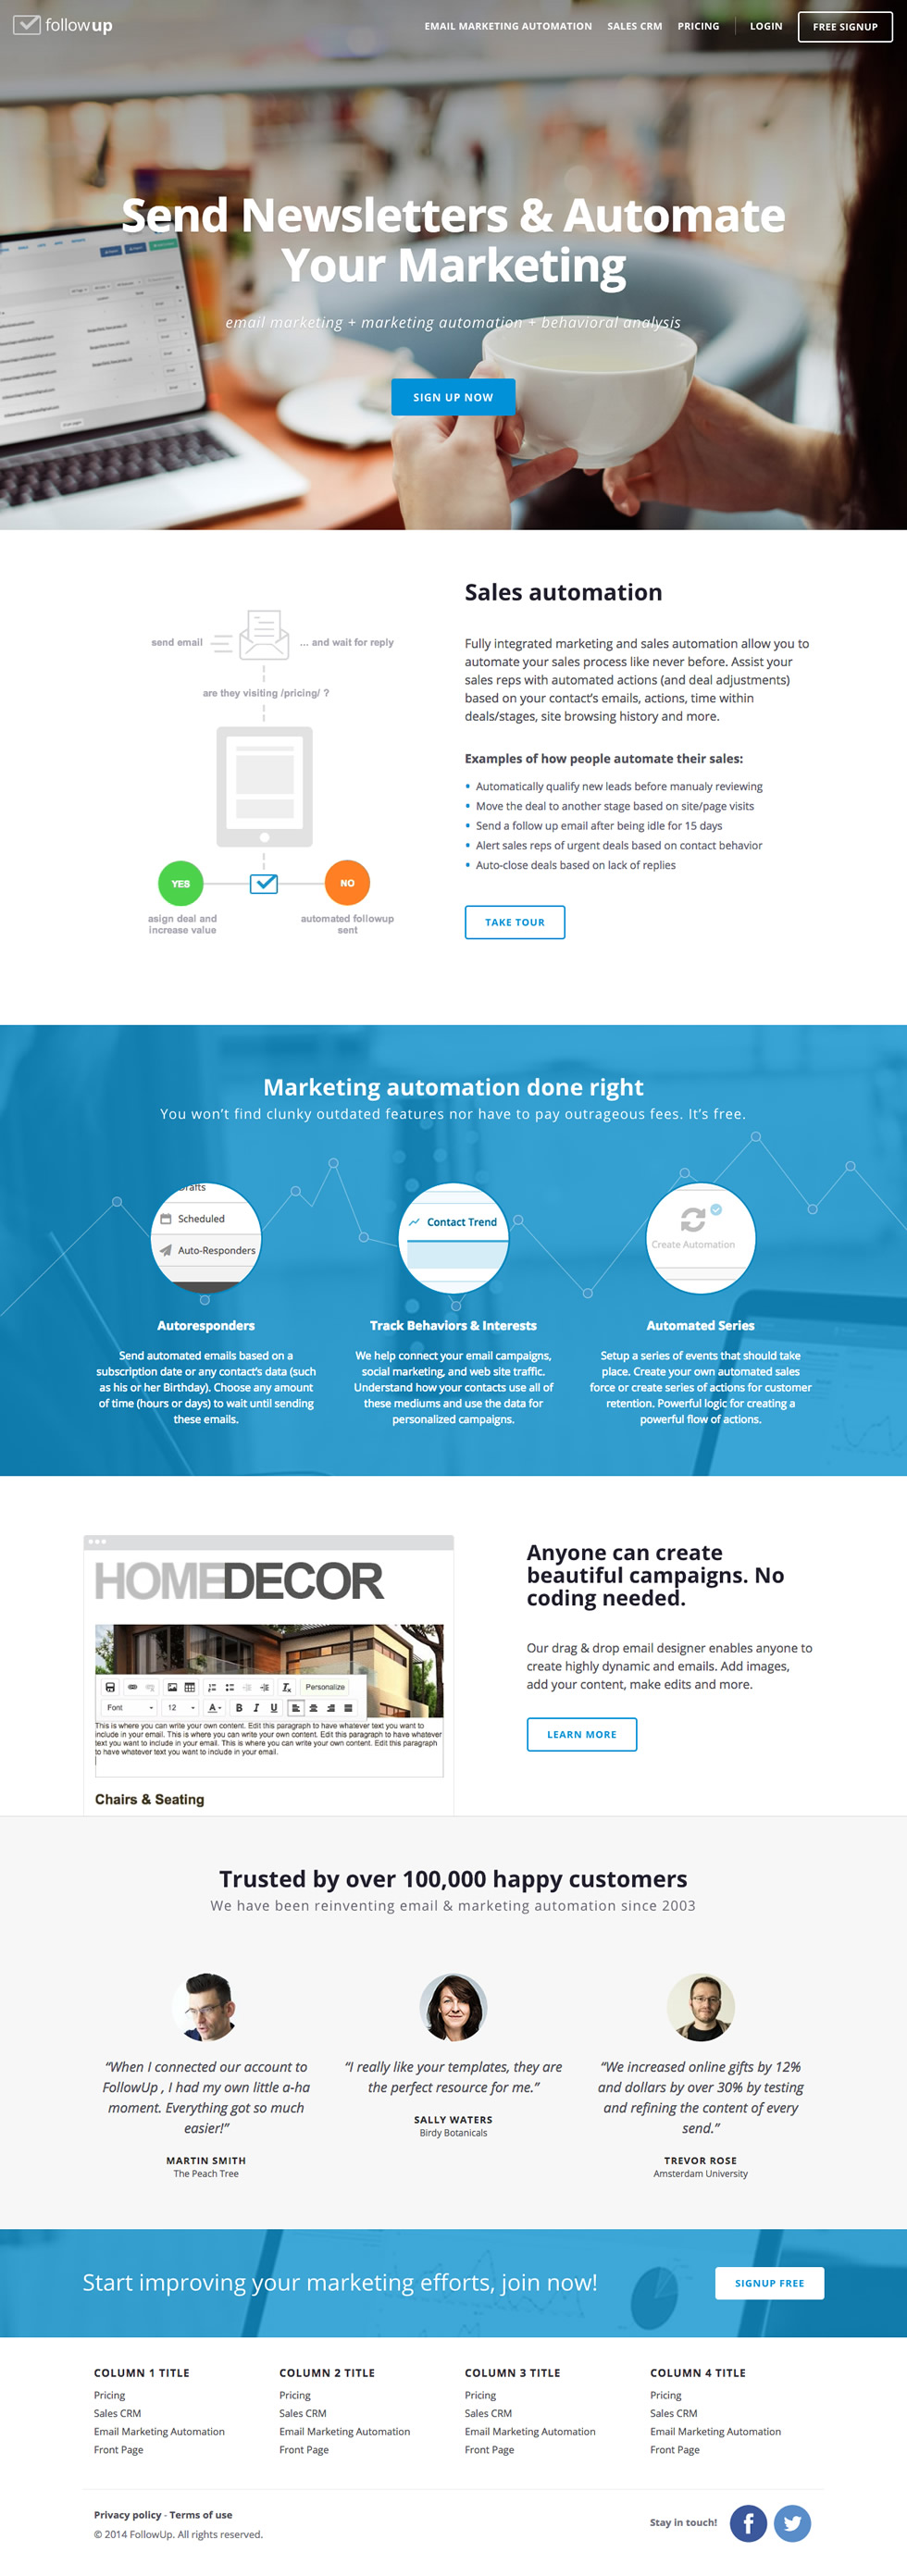 followup
EMAIL MARKETING AUTOMATION SALES CRM PRICING LOGIN FREE SIGNUP
Send Newsletters & Automate
Your Marketing
email marketing + marketing automation + behavioral analysis
SIGN UP NOW
send email
... and wait for reply
are they visiting /pricing/ ?
YES
NO
asign deal and
increase value
automated followup
sent
Sales automation
Fully integrated marketing and sales automation allow you to
automate your sales process like never before. Assist your
sales reps with automated actions (and deal adjustments)
based on your contact's emails, actions, time within
deals/stages, site browsing history and more.
Examples of how people automate their sales:
• Automatically qualify new leads before manualy reviewing
• Move the deal to another stage based on site/page visits
• Send a follow up email after being idle for 15 days
• Alert sales reps of urgent deals based on contact behavior
• Auto-close deals based on lack of replies
TAKE TOUR
Marketing automation done right
You won't find clunky outdated features nor have to pay outrageous fees. It's free.
Drafts
Scheduled
Auto-Responders
Contact Trend
Create Automation
Autoresponders
Send automated emails based on a
subscription date or any contact's data (such
as his or her Birthday). Choose any amount
of time (hours or days) to wait until sending
these emails.
Track Behaviors & Interests
We help connect your email campaigns,
social marketing, and web site traffic.
Understand how your contacts use all of
these mediums and use the data for
personalized campaigns.
Automated Series
Setup a series of events that should take
place. Create your own automated sales
force or create series of actions for customer
retention. Powerful logic for creating a
powerful flow of actions.
HOMEDECOR
Personalize
Font 12 A B I U
This is where you can write your own content. Edit this paragraph to have whatever text you want to
include in your email. This is where you can write your own content. Edit this paragraph to have whatever
text you want to include in your email. This is where you can write your own content. Edit this paragraph
to have whatever text you want to include in your email.
Chairs & Seating
Anyone can create
beautiful campaigns. No
coding needed.
Our drag & drop email designer enables anyone to
create highly dynamic and emails. Add images,
add your content, make edits and more.
LEARN MORE
Trusted by over 100,000 happy customers
We have been reinventing email & marketing automation since 2003
"When I connected our account to
FollowUp , I had my own little a-ha
moment. Everything got so much
easier!"
MARTIN SMITH
The Peach Tree
"I really like your templates, they are
the perfect resource for me."
SALLY WATERS
Birdy Botanicals
"We increased online gifts by 12%
and dollars by over 30% by testing
and refining the content of every
send."
TREVOR ROSE
Amsterdam University
Start improving your marketing efforts, join now!
SIGNUP FREE
COLUMN 1 TITLE
Pricing
Sales CRM
Email Marketing Automation
Front Page
COLUMN 2 TITLE
Pricing
Sales CRM
Email Marketing Automation
Front Page
COLUMN 3 TITLE
Pricing
Sales CRM
Email Marketing Automation
Front Page
COLUMN 4 TITLE
Pricing
Sales CRM
Email Marketing Automation
Front Page
Privacy policy - Terms of use
© 2014 FollowUp. All rights reserved.
Stay in touch!